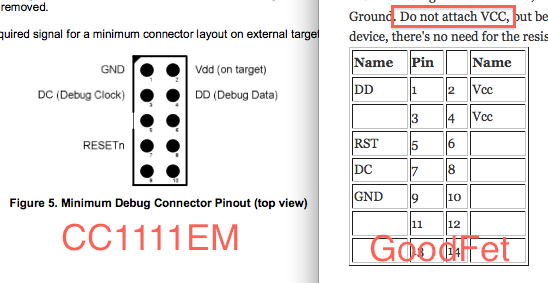 removed.
quired signal for a minimum connector layout on external target
GND
Vdd (on target)
1 2
DC (Debug Clock)
DD (Debug Data)
3 4
5 6
RESETn
7 8
9 10
Figure 5. Minimum Debug Connector Pinout (top view)
CC1111EM
Ground. Do not attach VCC, but be
device, there's no need for the resis
Name Pin Name
DD 1 2 Vcc
3 4 Vcc
RST 5 6
DC 7 8
GND 9 10
11 12
13 14
GoodFet